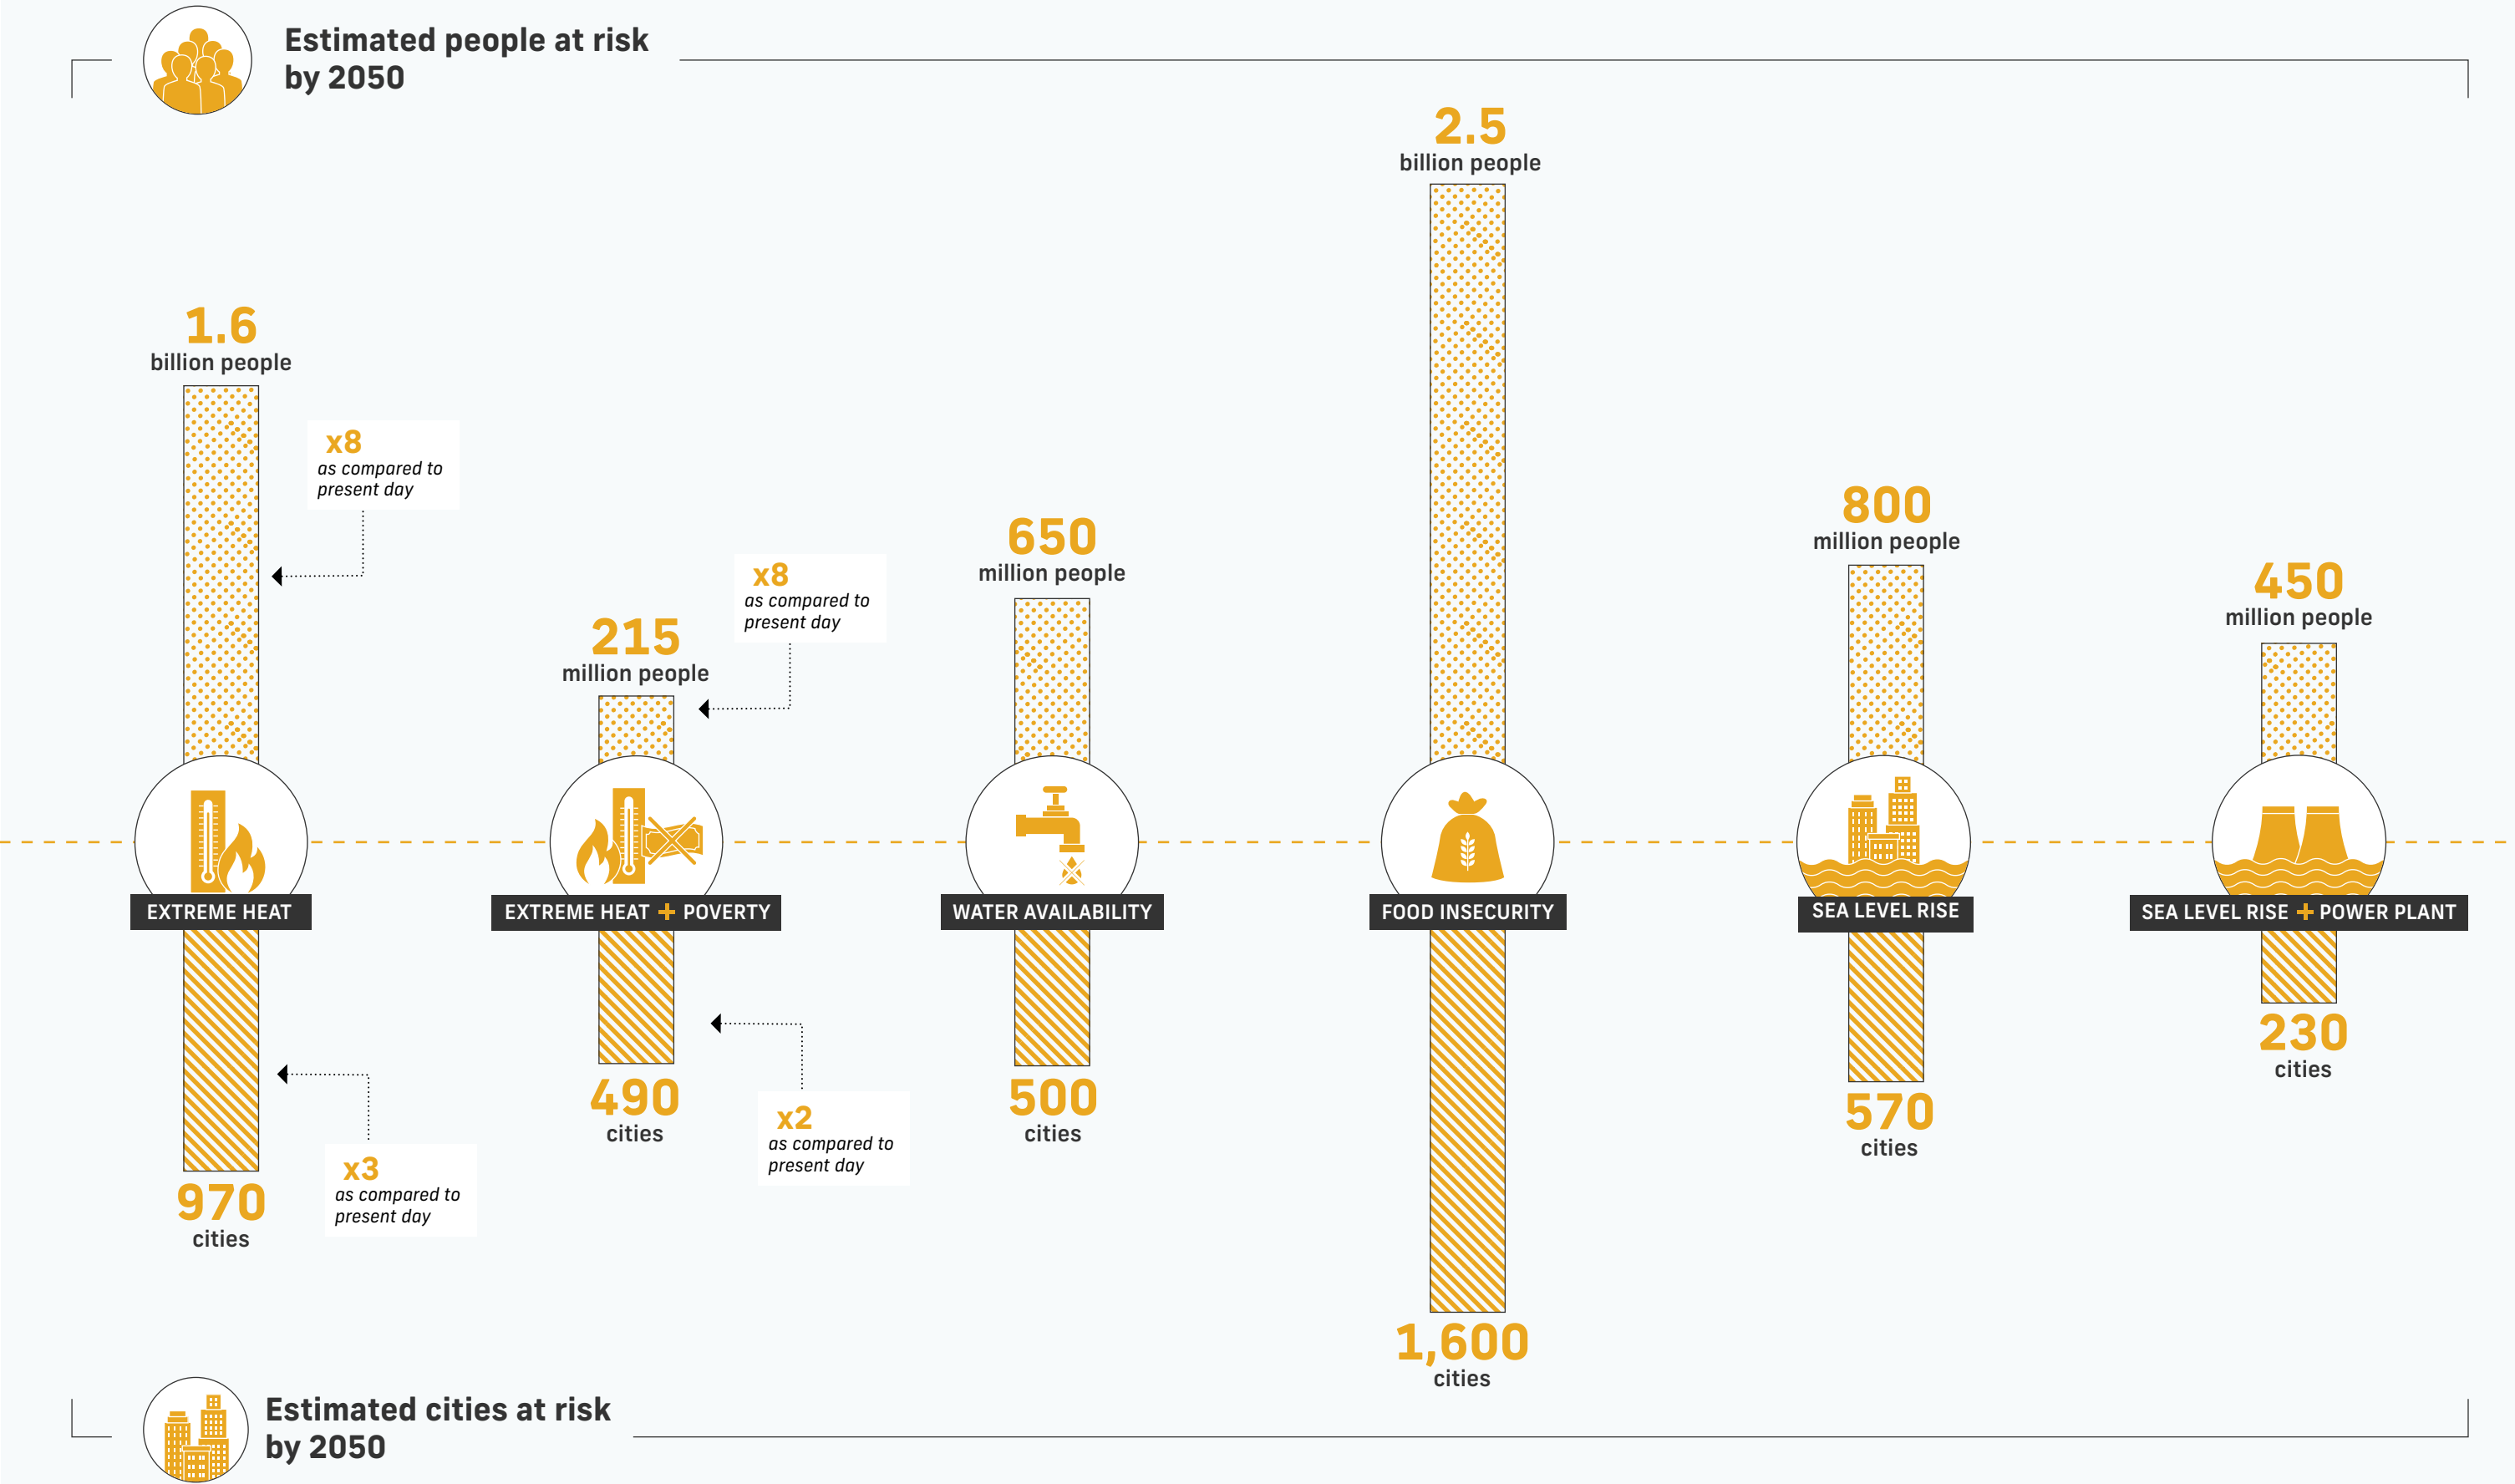 Estimated people at risk
by 2050
1.6
billion people
x8
as compared to
present day
EXTREME HEAT
x3
as compared to
present day
970
cities
215
million people
x8
as compared to
present day
EXTREME HEAT + POVERTY
490
cities
x2
as compared to
present day
650
million people
WATER AVAILABILITY
500
cities
2.5
billion people
FOOD INSECURITY
1,600
cities
800
million people
SEA LEVEL RISE
570
cities
450
million people
SEA LEVEL RISE + POWER PLANT
230
cities
Estimated cities at risk
by 2050